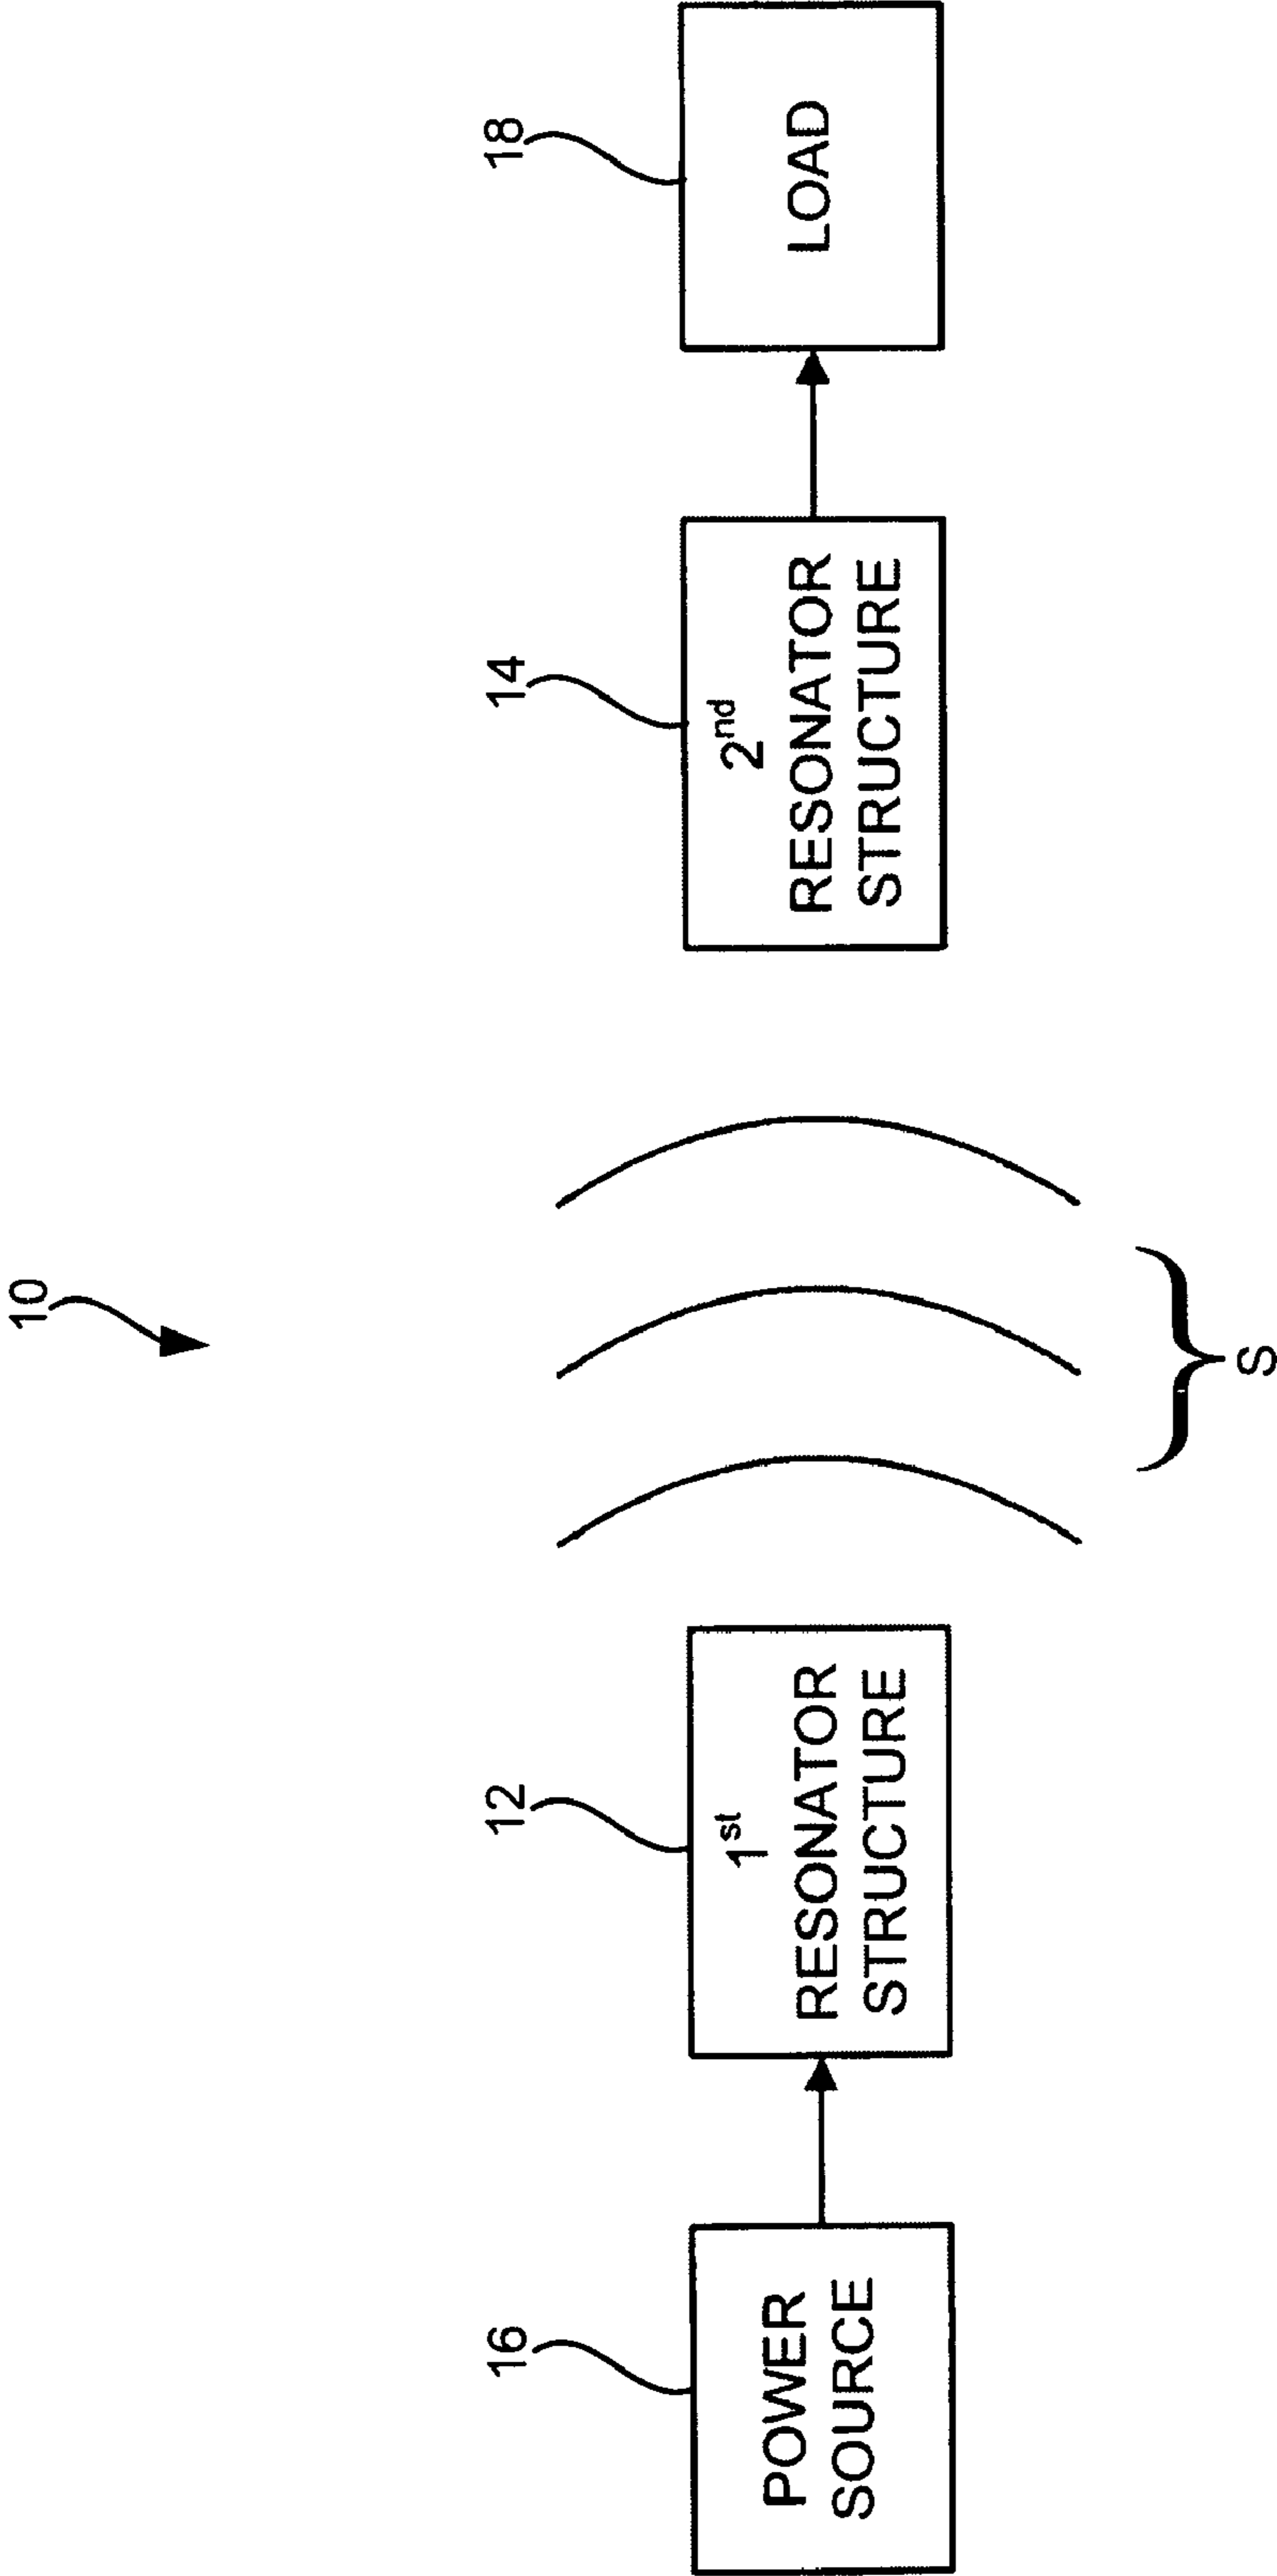 10
16
12
14
18
POWER
SOURCE
1st
RESONATOR
STRUCTURE
2nd
RESONATOR
STRUCTURE
LOAD
S